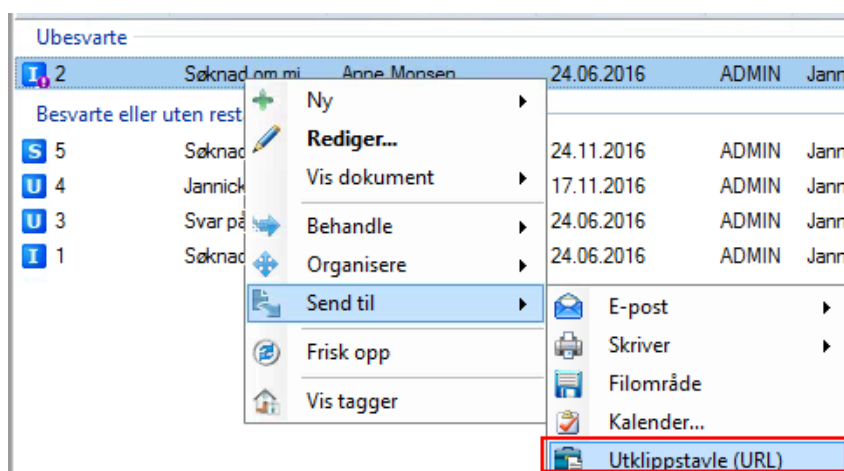 Ubesvarte
I 2 Søknad om mi Anne Monsen 24.06.2016 ADMIN Jann
Besvarte eller uten rest
S 5 Søknad 24.11.2016 ADMIN Jann
U 4 Jannick 17.11.2016 ADMIN Jann
U 3 Svar på 24.06.2016 ADMIN Jann
I 1 Søknad 24.06.2016 ADMIN Jann
Ny
Rediger...
Vis dokument
Behandle
Organisere
Send til
Frisk opp
Vis tagger
E-post
Skriver
Filområde
Kalender...
Utklippstavle (URL)